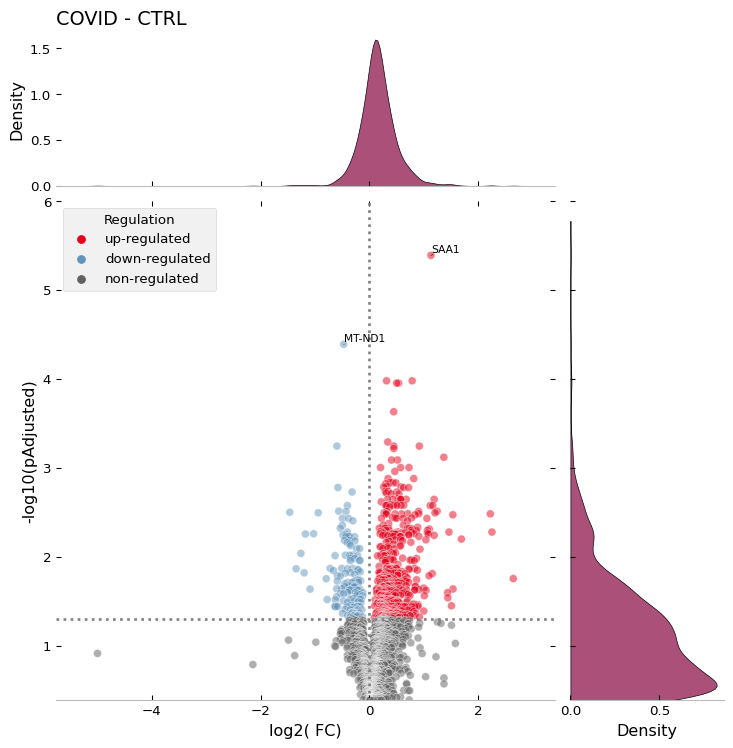 COVID - CTRL
1.5
1.0
0.5
0.0
Density
6
5
4
3
2
1
-log10(pAdjusted)
Regulation
up-regulated
down-regulated
non-regulated
SAA1
MT-ND1
−4
−2
0
2
log2( FC)
0.0
0.5
Density